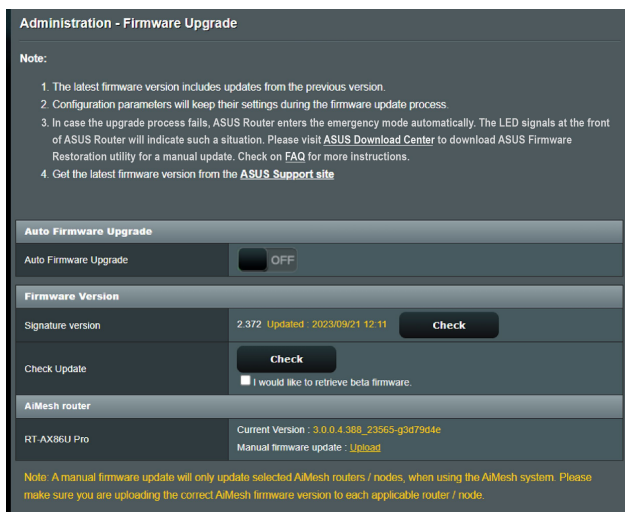 Administration - Firmware Upgrade
Note:
1. The latest firmware version includes updates from the previous version.
2. Configuration parameters will keep their settings during the firmware update process.
3. In case the upgrade process fails, ASUS Router enters the emergency mode automatically. The LED signals at the front
of ASUS Router will indicate such a situation. Please visit ASUS Download Center to download ASUS Firmware
Restoration utility for a manual update. Check on FAQ for more instructions.
4. Get the latest firmware version from the ASUS Support site
Auto Firmware Upgrade
Auto Firmware Upgrade OFF
Firmware Version
Signature version 2.372 Updated : 2023/09/21 12:11 Check
Check Update Check
I would like to retrieve beta firmware.
AiMesh router
RT-AX86U Pro Current Version : 3.0.0.4.388_23565-g3d79d4e
Manual firmware update : Upload
Note: A manual firmware update will only update selected AiMesh routers / nodes, when using the AiMesh system. Please
make sure you are uploading the correct AiMesh firmware version to each applicable router / node.